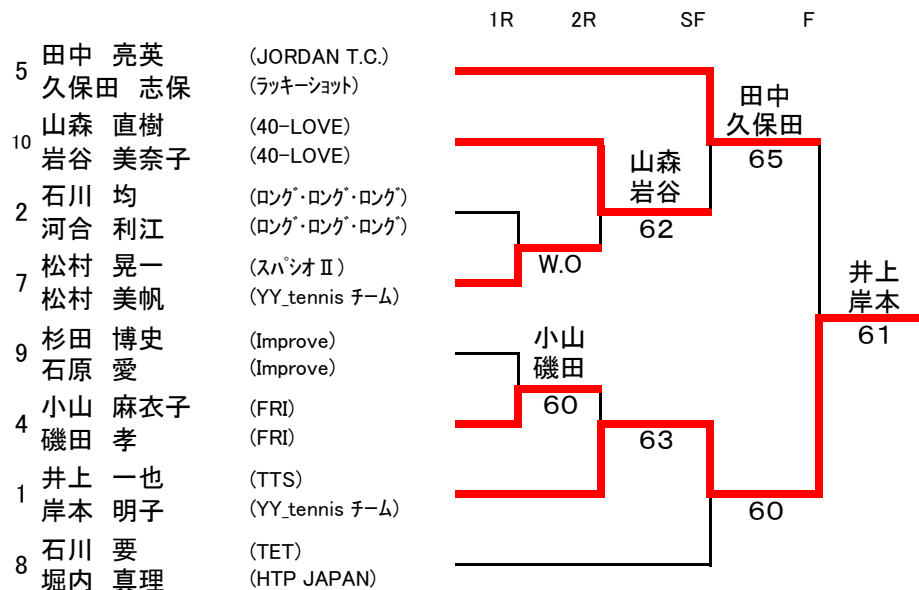 1R 2R SF F
5 田中 亮英 (JORDAN T.C.)
久保田 志保 (ﾗｯｷｰｼｮｯﾄ)
10 山森 直樹 (40-LOVE)
岩谷 美奈子 (40-LOVE)
2 石川 均 (ﾛﾝｸﾞ･ﾛﾝｸﾞ･ﾛﾝｸﾞ)
河合 利江 (ﾛﾝｸﾞ･ﾛﾝｸﾞ･ﾛﾝｸﾞ)
7 松村 晃一 (ｽﾊﾟｼｵⅡ)
松村 美帆 (YY_tennis ﾁｰﾑ)
9 杉田 博史 (Improve)
石原 愛 (Improve)
4 小山 麻衣子 (FRI)
磯田 孝 (FRI)
1 井上 一也 (TTS)
岸本 明子 (YY_tennis ﾁｰﾑ)
8 石川 要 (TET)
堀内 真理 (HTP JAPAN)
W.O
小山
磯田
60
山森
岩谷
62
63
田中
久保田
65
60
井上
岸本
61